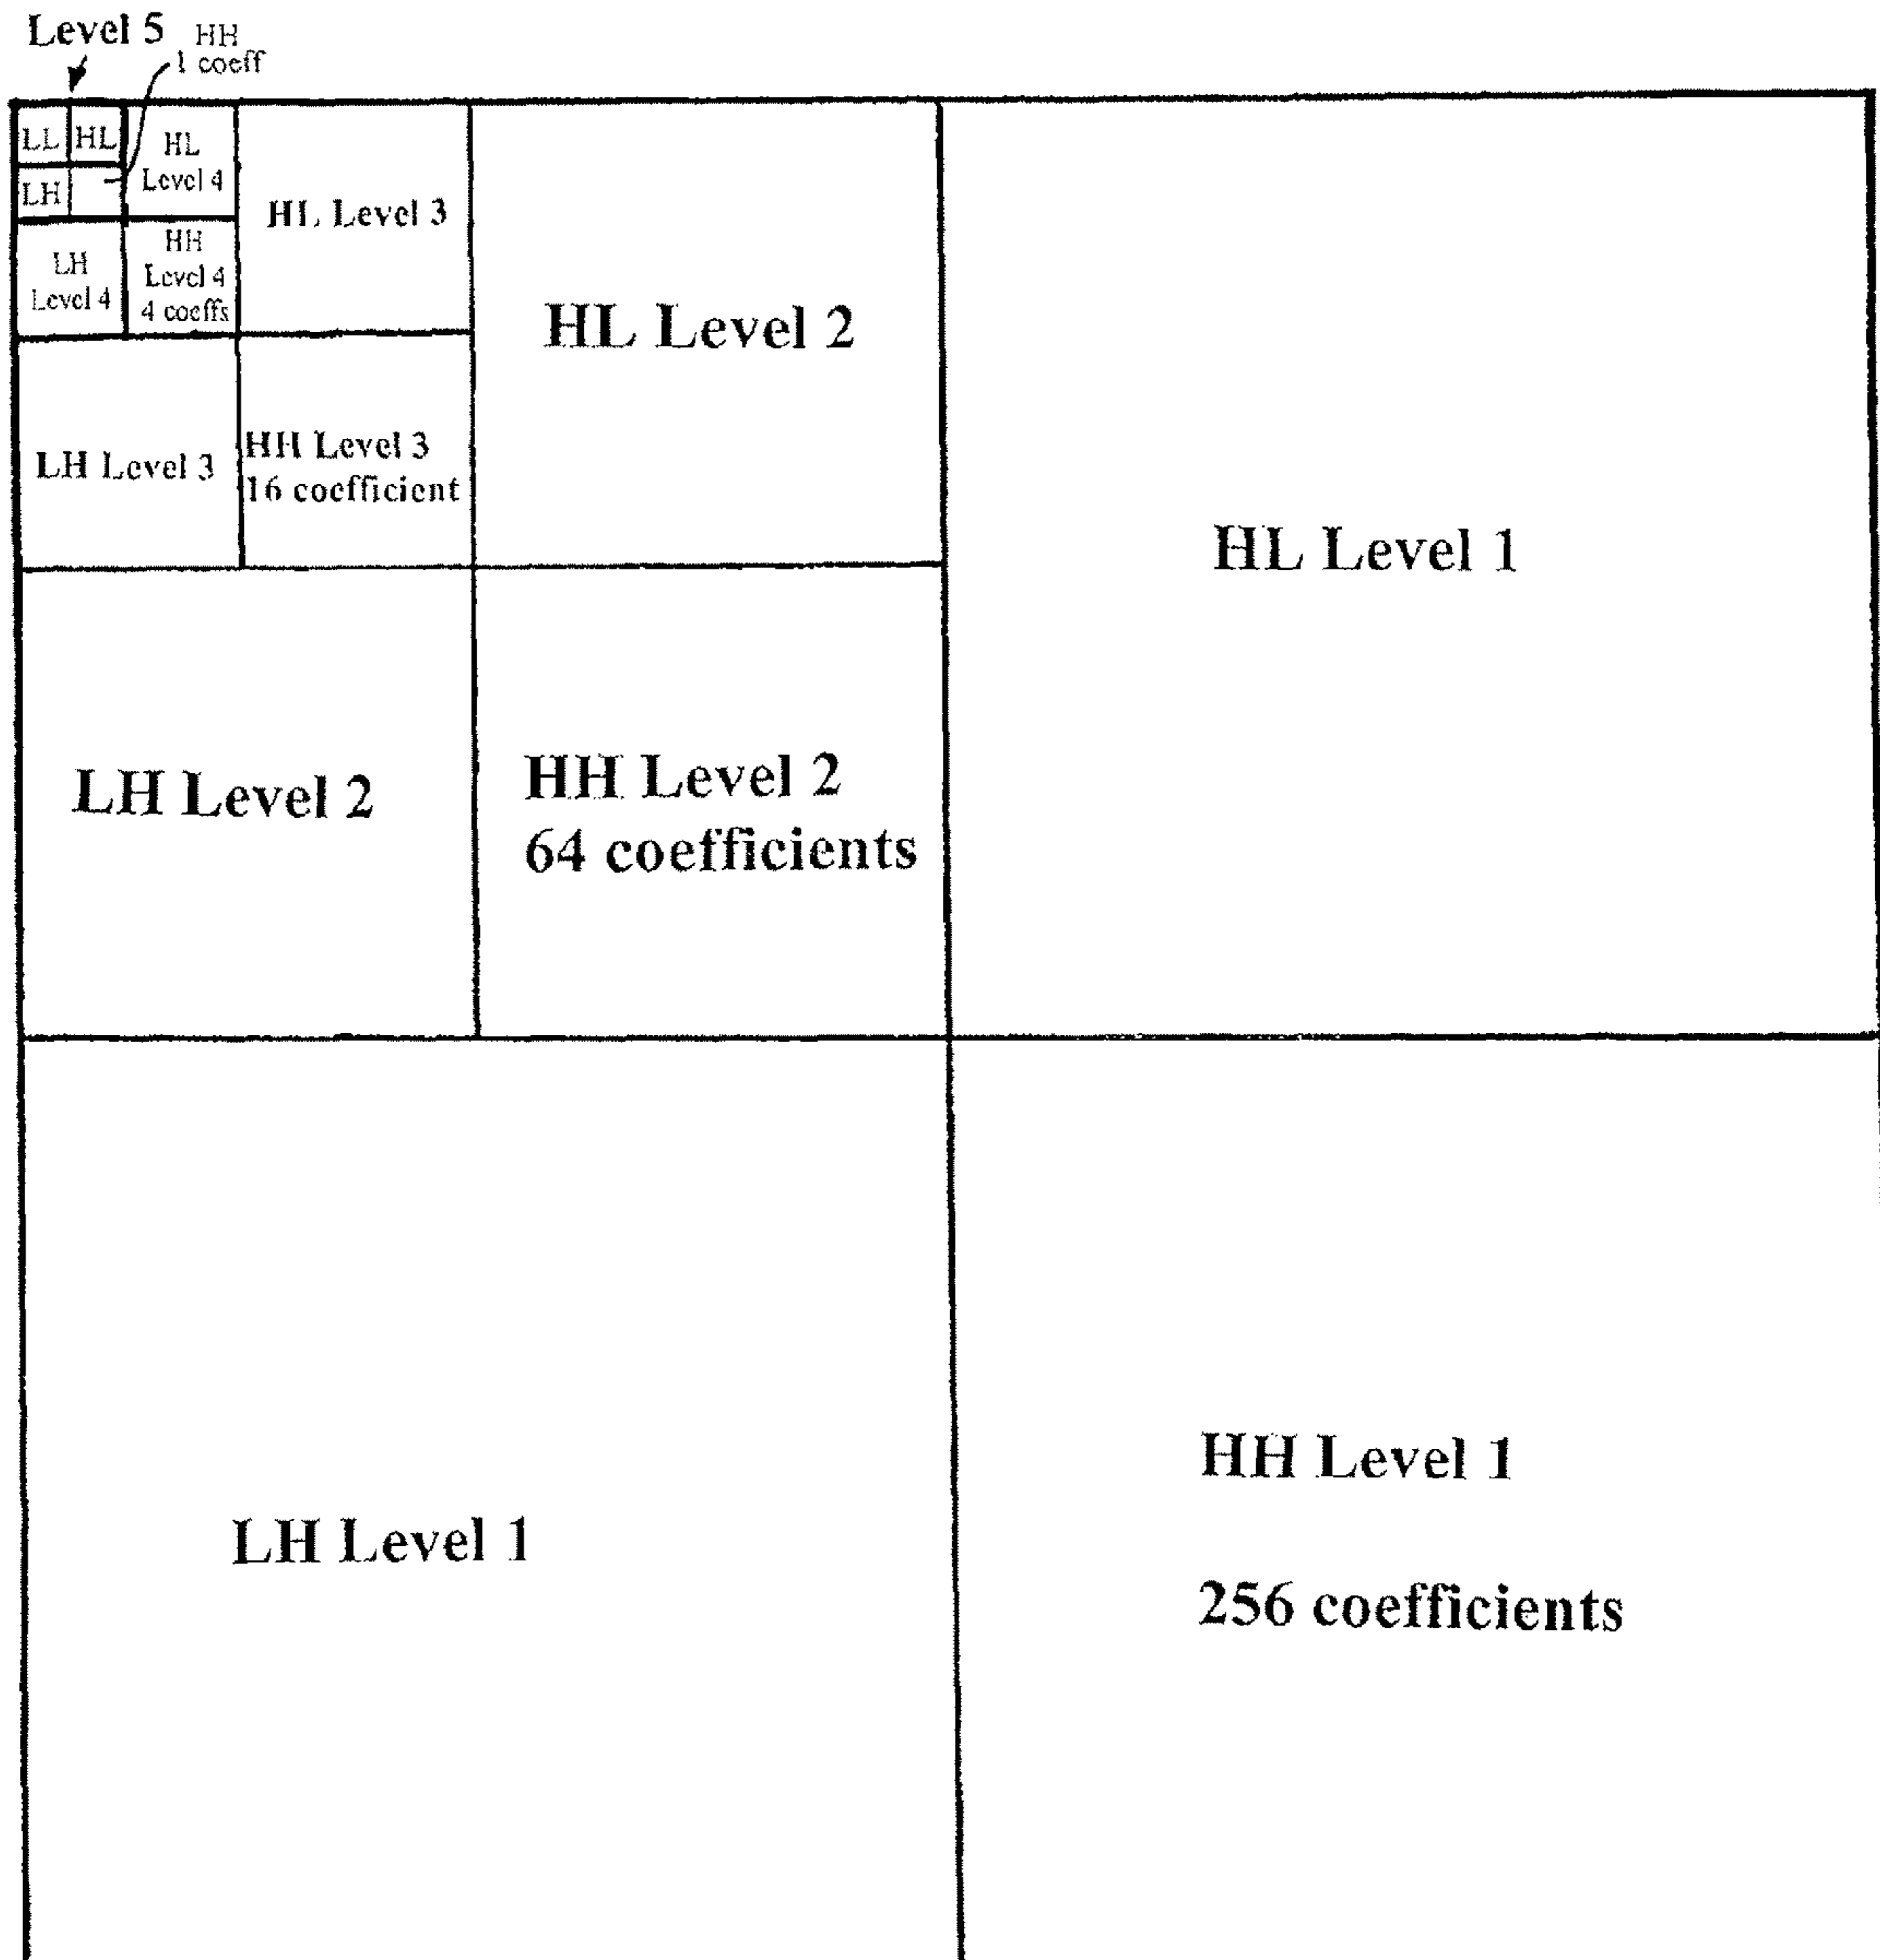 Level 5
HH
1 coeff
LL
HL
HL
Level 4
LH
HL Level 3
LH
Level 4
HH
Level 4
4 coeffs
HL Level 2
LH Level 3
HH Level 3
16 coefficient
HL Level 1
LH Level 2
HH Level 2
64 coefficients
LH Level 1
HH Level 1
256 coefficients